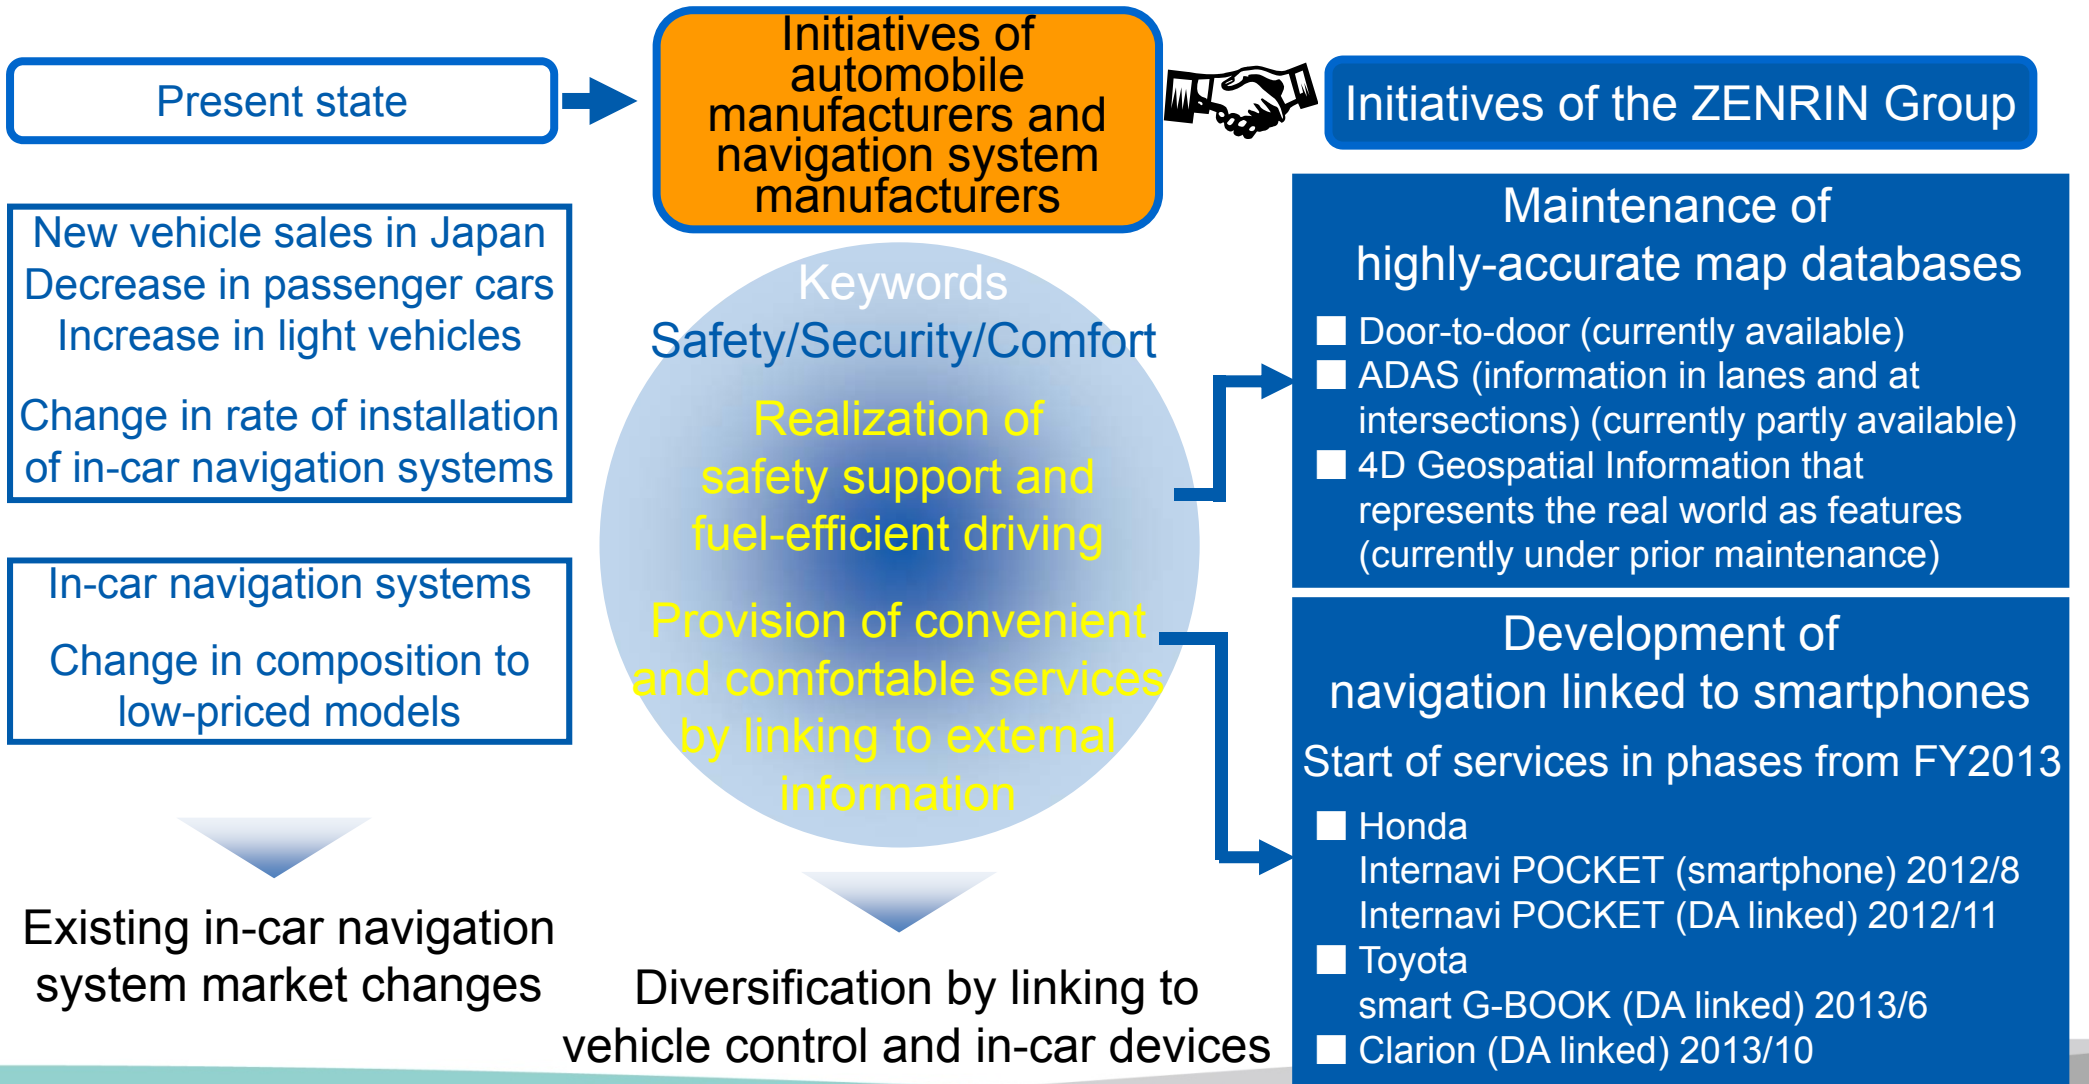 Present state
Initiatives of
automobile
manufacturers and
navigation system
manufacturers
Initiatives of the ZENRIN Group
New vehicle sales in Japan
Decrease in passenger cars
Increase in light vehicles
Change in rate of installation
of in-car navigation systems
In-car navigation systems
Change in composition to
low-priced models
Existing in-car navigation
system market changes
Keywords
Safety/Security/Comfort
Realization of
safety support and
fuel-efficient driving
Provision of convenient
and comfortable services
by linking to external
information
Diversification by linking to
vehicle control and in-car devices
Maintenance of
highly-accurate map databases
Door-to-door (currently available)
ADAS (information in lanes and at
intersections) (currently partly available)
4D Geospatial Information that
represents the real world as features
(currently under prior maintenance)
Development of
navigation linked to smartphones
Start of services in phases from FY2013
Honda
Internavi POCKET (smartphone) 2012/8
Internavi POCKET (DA linked) 2012/11
Toyota
smart G-BOOK (DA linked) 2013/6
Clarion (DA linked) 2013/10